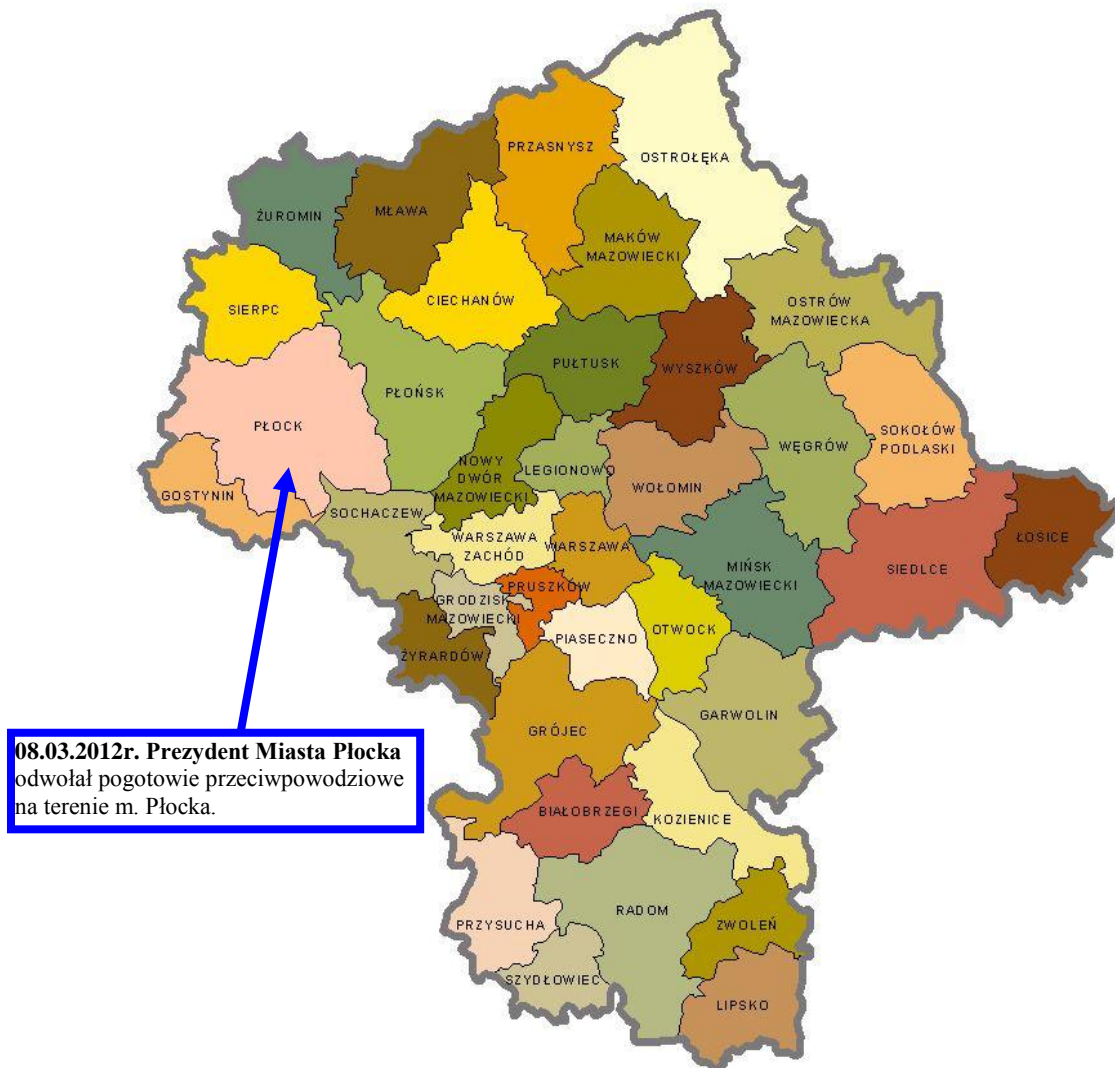 PRZASNYSZ
OSTROŁĘKA
ŻUROMIN
MŁAWA
MAKÓW
MAZOWIECKI
SIERPC
CIECHANÓW
OSTRÓW
MAZOWIECKA
PUŁTUSK
WYSZKÓW
PŁOŃSK
PŁOCK
SOKOŁÓW
PODLASKI
WĘGRÓW
NOWY
DWÓR
MAZOWIECKI
LEGIONOWO
WOŁOMIN
GOSTYNIN
SOCHACZEW
WARSZAWA
ZACHÓD
WARSZAWA
MIŃSK
MAZOWIECKI
SIEDLCE
ŁOSICE
PRUSZKÓW
GRODZISK
MAZOWIECKI
PIASECZNO
OTWOCK
ŻYRARDÓW
GARWOLIN
GRÓJEC
08.03.2012r. Prezydent Miasta Płocka
odwołał pogotowie przeciwpowodziowe
na terenie m. Płocka.
BIAŁOBRZEGI
KOZIENICE
RADOM
PRZYSUCHA
ZWOLEŃ
SZYDŁOWIEC
LIPSKO